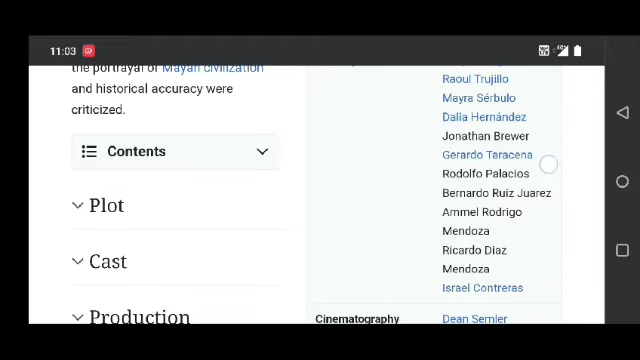 11:03
the portrayal of Mayan civilization
and historical accuracy were
criticized.
Contents
Plot
Cast
Production
Raoul Trujillo
Mayra Sérbulo
Dalia Hernández
Jonathan Brewer
Gerardo Taracena
Rodolfo Palacios
Bernardo Ruiz Juarez
Ammel Rodrigo
Mendoza
Ricardo Diaz
Mendoza
Israel Contreras
Cinematography Dean Semler